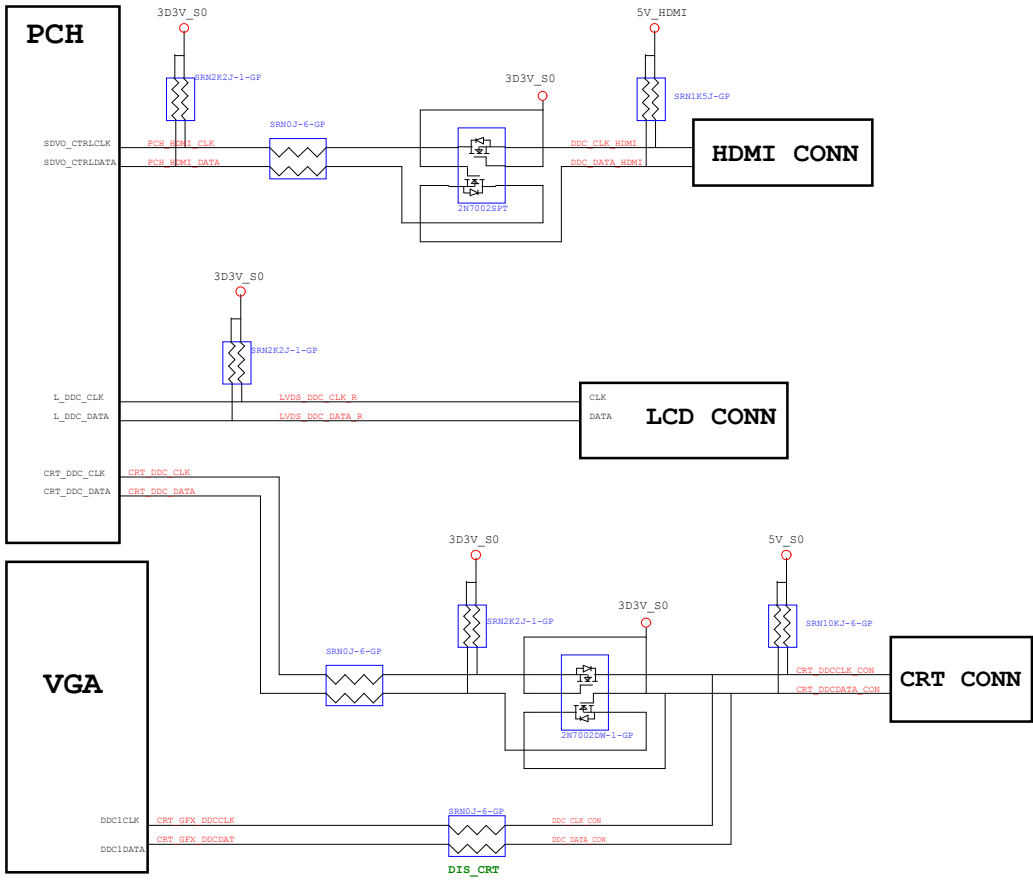 3D3V_S0
5V_HDMI
PCH
SRN2K2J-1-GP
3D3V_S0
SRN1K5J-GP
SRN0J-6-GP
SDVO_CTRLCLK
PCH_HDMI_CLK
DDC_CLK_HDMI
SDVO_CTRLDATA
PCH_HDMI_DATA
DDC_DATA_HDMI
HDMI CONN
2N7002SPT
3D3V_S0
SRN2K2J-1-GP
L_DDC_CLK
LVDS_DDC_CLK_R
CLK
L_DDC_DATA
LVDS_DDC_DATA_R
DATA
LCD CONN
CRT_DDC_CLK
CRT_DDC_CLK
CRT_DDC_DATA
CRT_DDC_DATA
3D3V_S0
5V_S0
3D3V_S0
SRN2K2J-1-GP
SRN10KJ-6-GP
SRN0J-6-GP
VGA
CRT_DDCCLK_CON
CRT_DDCDATA_CON
CRT CONN
2N7002DW-1-GP
SRN0J-6-GP
DDC1CLK
CRT_GFX_DDCCLK
DDC_CLK_CON
DDC1DATA
CRT_GFX_DDCDAT
DDC_DATA_CON
DIS_CRT